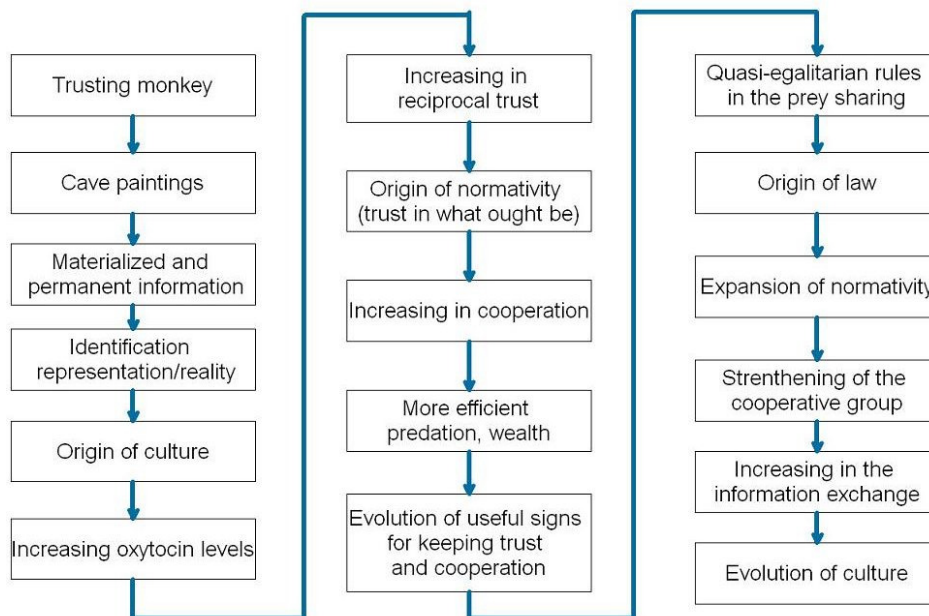 Trusting monkey
Cave paintings
Materialized and
permanent information
Identification
representation/reality
Origin of culture
Increasing oxytocin levels
Increasing in
reciprocal trust
Origin of normativity
(trust in what ought be)
Increasing in cooperation
More efficient
predation, wealth
Evolution of useful signs
for keeping trust
and cooperation
Quasi-egalitarian rules
in the prey sharing
Origin of law
Expansion of normativity
Strenthening of the
cooperative group
Increasing in the
information exchange
Evolution of culture